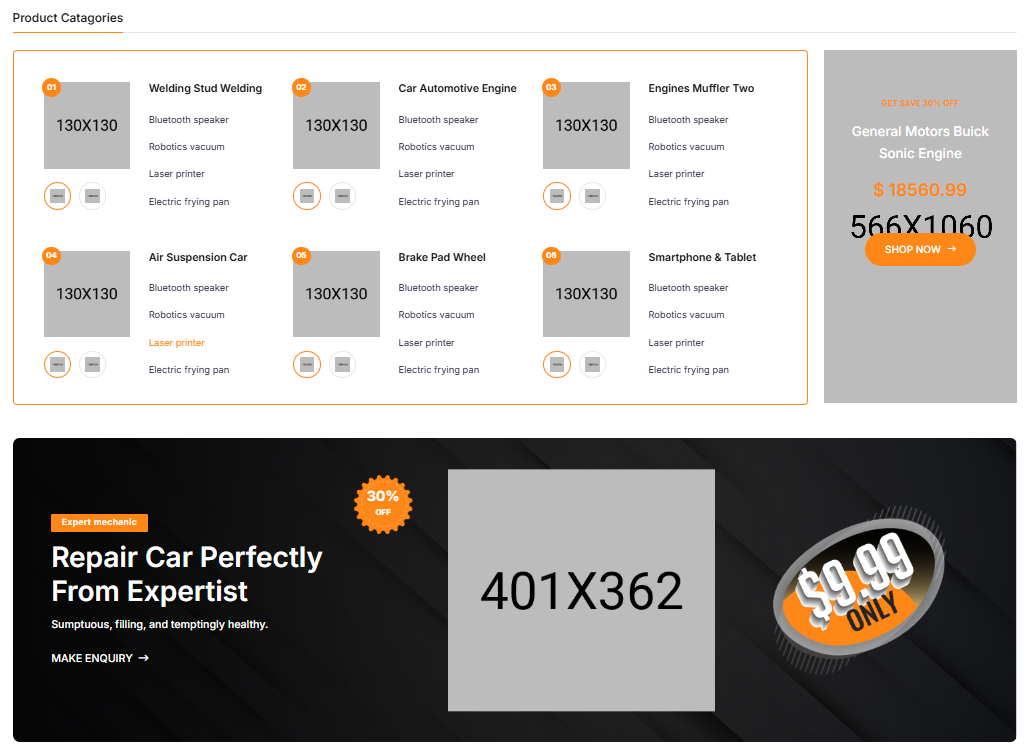 Product Catagories
01
130X130
Welding Stud Welding
Bluetooth speaker
Robotics vacuum
Laser printer
Electric frying pan
02
130X130
Car Automotive Engine
Bluetooth speaker
Robotics vacuum
Laser printer
Electric frying pan
03
130X130
Engines Muffler Two
Bluetooth speaker
Robotics vacuum
Laser printer
Electric frying pan
04
130X130
Air Suspension Car
Bluetooth speaker
Robotics vacuum
Laser printer
Electric frying pan
05
130X130
Brake Pad Wheel
Bluetooth speaker
Robotics vacuum
Laser printer
Electric frying pan
06
130X130
Smartphone & Tablet
Bluetooth speaker
Robotics vacuum
Laser printer
Electric frying pan
GET SAVE 30% OFF
General Motors Buick
Sonic Engine
$ 18560.99
566X1060
SHOP NOW →
Expert mechanic
Repair Car Perfectly
From Expertist
Sumptuous, filling, and temptingly healthy.
MAKE ENQUIRY →
30%
OFF
401X362
$9.99
ONLY